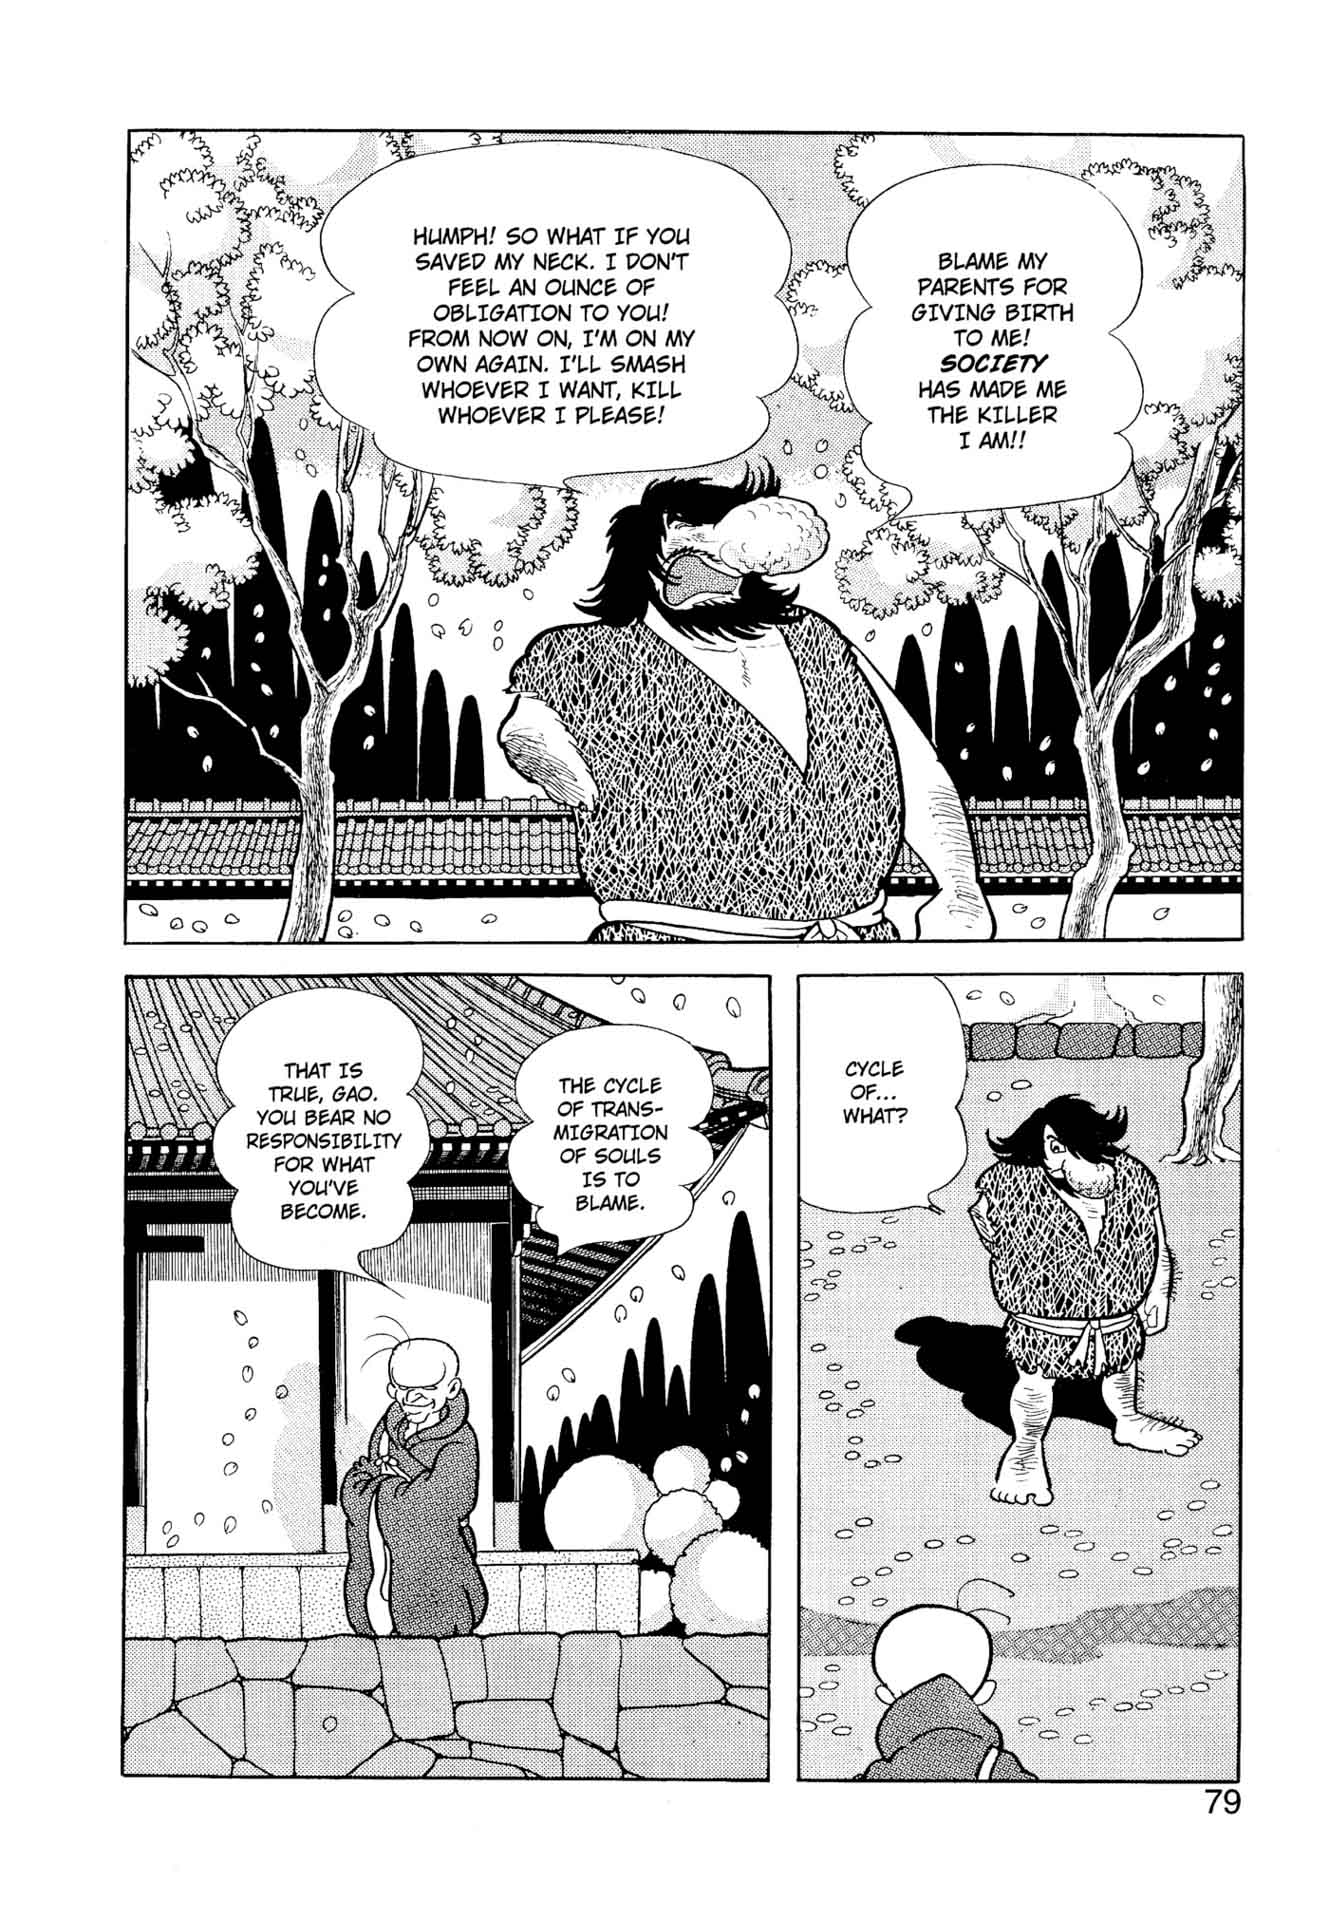 HUMPH! SO WHAT IF YOU
SAVED MY NECK. I DON'T
FEEL AN OUNCE OF
OBLIGATION TO YOU!
FROM NOW ON, I'M ON MY
OWN AGAIN. I'LL SMASH
WHOEVER I WANT, KILL
WHOEVER I PLEASE!
BLAME MY
PARENTS FOR
GIVING BIRTH
TO ME!
SOCIETY
HAS MADE ME
THE KILLER
I AM!!
THAT IS
TRUE, GAO.
YOU BEAR NO
RESPONSIBILITY
FOR WHAT
YOU'VE
BECOME.
THE CYCLE
OF TRANS-
MIGRATION
OF SOULS
IS TO
BLAME.
CYCLE
OF...
WHAT?
79